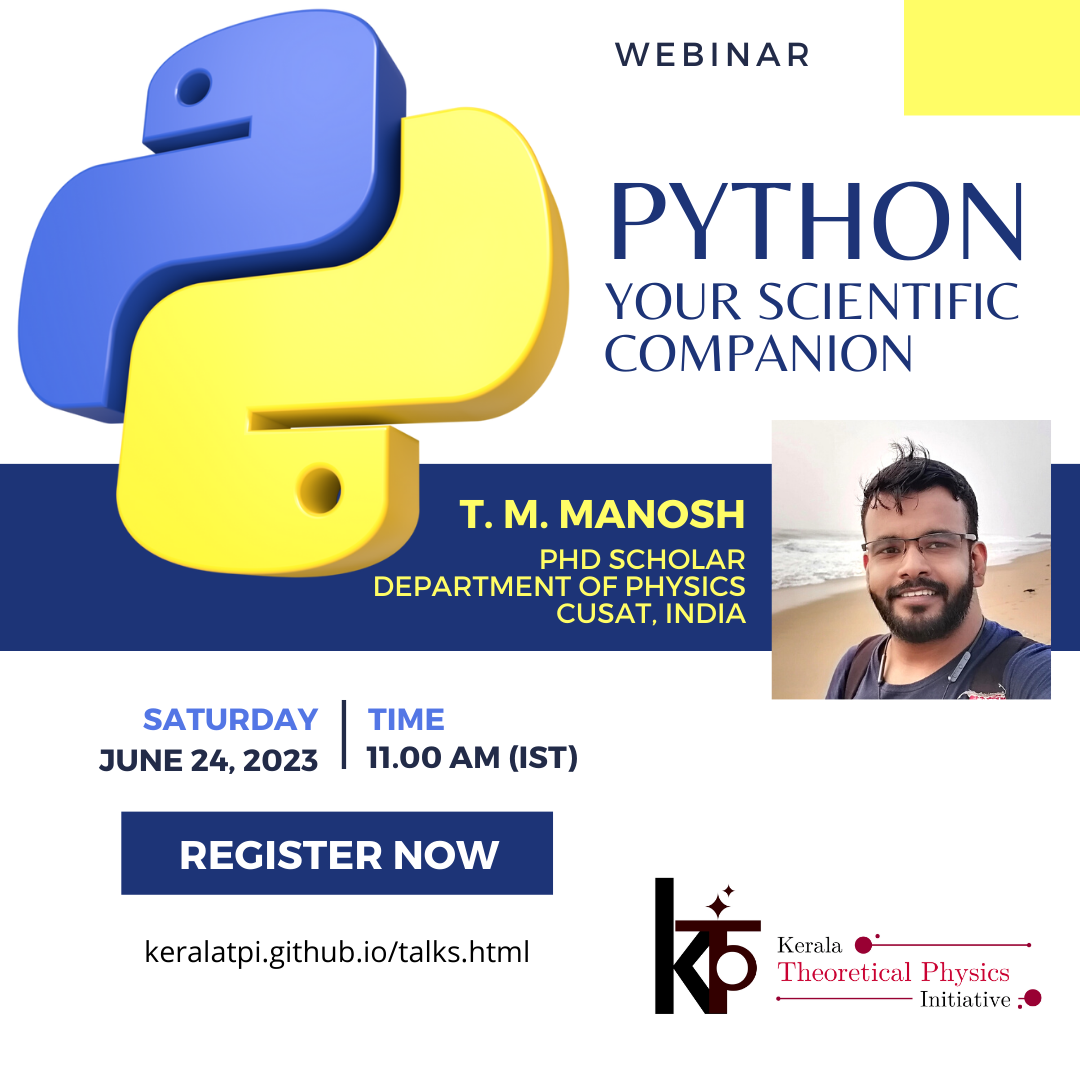 WEBINAR
PYTHON
YOUR SCIENTIFIC
COMPANION
T. M. MANOSH
PHD SCHOLAR
DEPARTMENT OF PHYSICS
CUSAT, INDIA
SATURDAY
JUNE 24, 2023
TIME
11.00 AM (IST)
REGISTER NOW
keralatpi.github.io/talks.html
kTp
Kerala
Theoretical Physics
Initiative